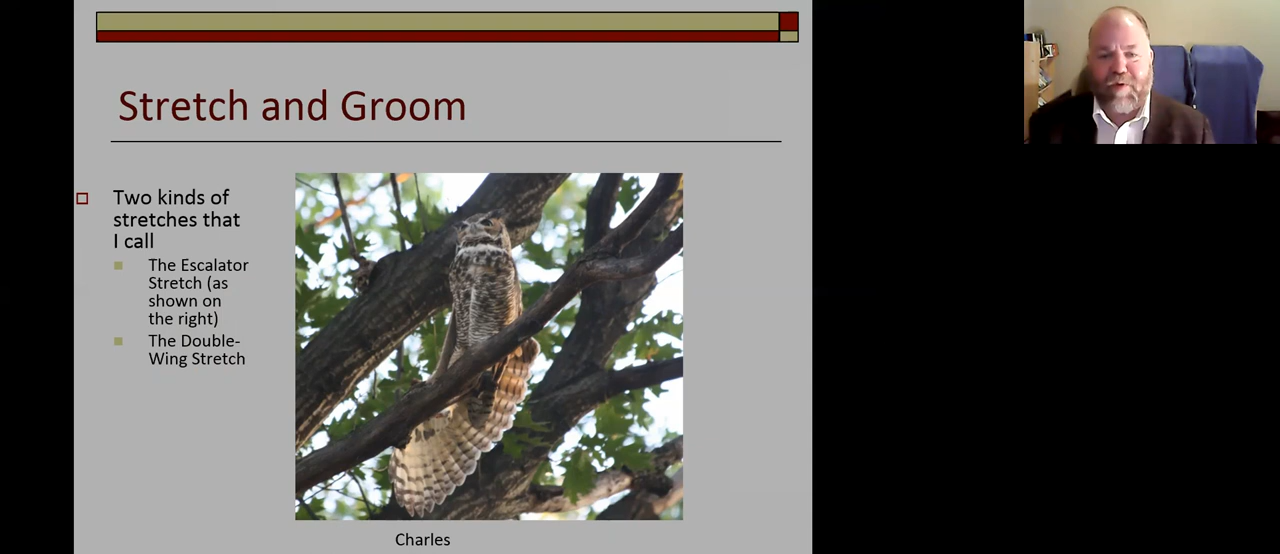 Stretch and Groom
Two kinds of
stretches that
I call
The Escalator
Stretch (as
shown on
the right)
The Double-
Wing Stretch
Charles